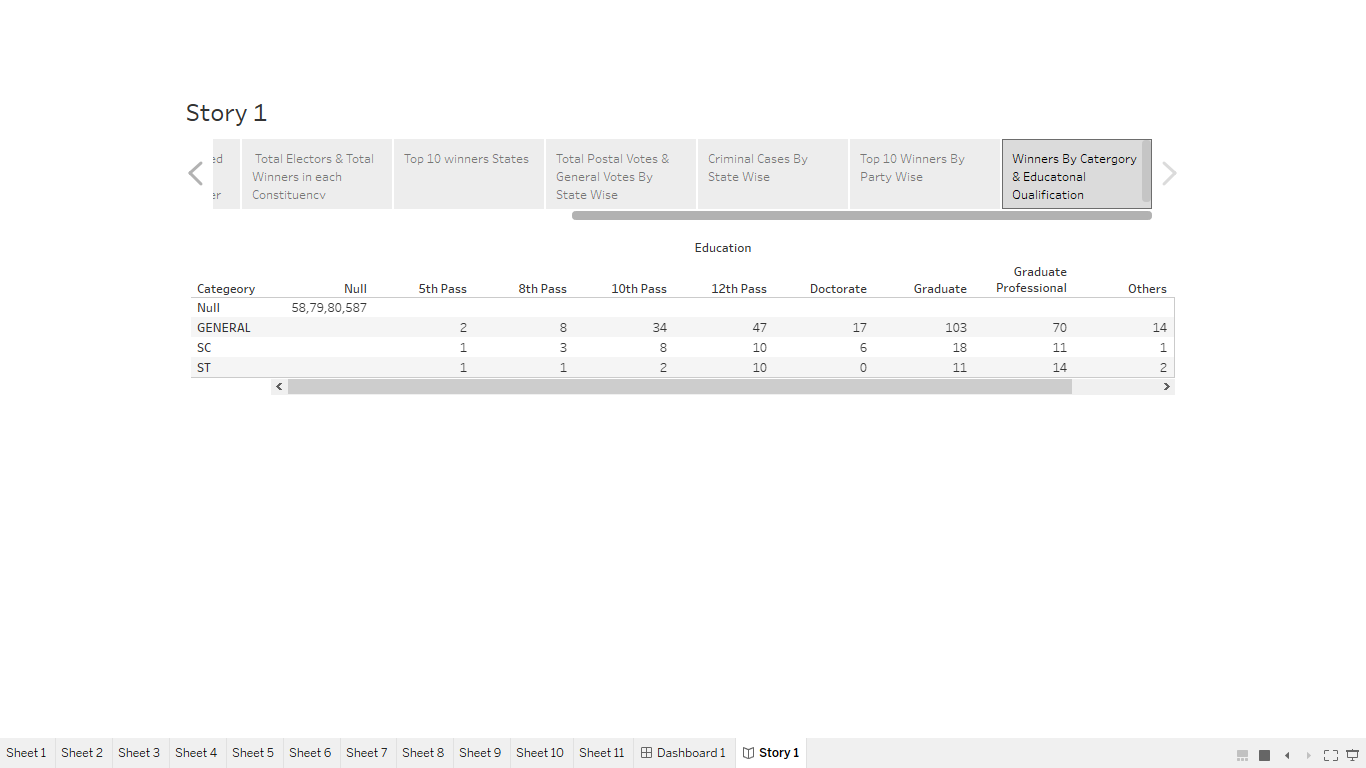 Story 1
ed
er
Total Electors & Total
Winners in each
Constituency
Top 10 winners States
Total Postal Votes &
General Votes By
State Wise
Criminal Cases By
State Wise
Top 10 Winners By
Party Wise
Winners By Catergory
& Educatonal
Qualification
Education
Categeory Null 5th Pass 8th Pass 10th Pass 12th Pass Doctorate Graduate Graduate Professional Others
Null 58,79,80,587
GENERAL 2 8 34 47 17 103 70 14
SC 1 3 8 10 6 18 11 1
ST 1 1 2 10 0 11 14 2
Sheet 1 Sheet 2 Sheet 3 Sheet 4 Sheet 5 Sheet 6 Sheet 7 Sheet 8 Sheet 9 Sheet 10 Sheet 11 Dashboard 1 Story 1